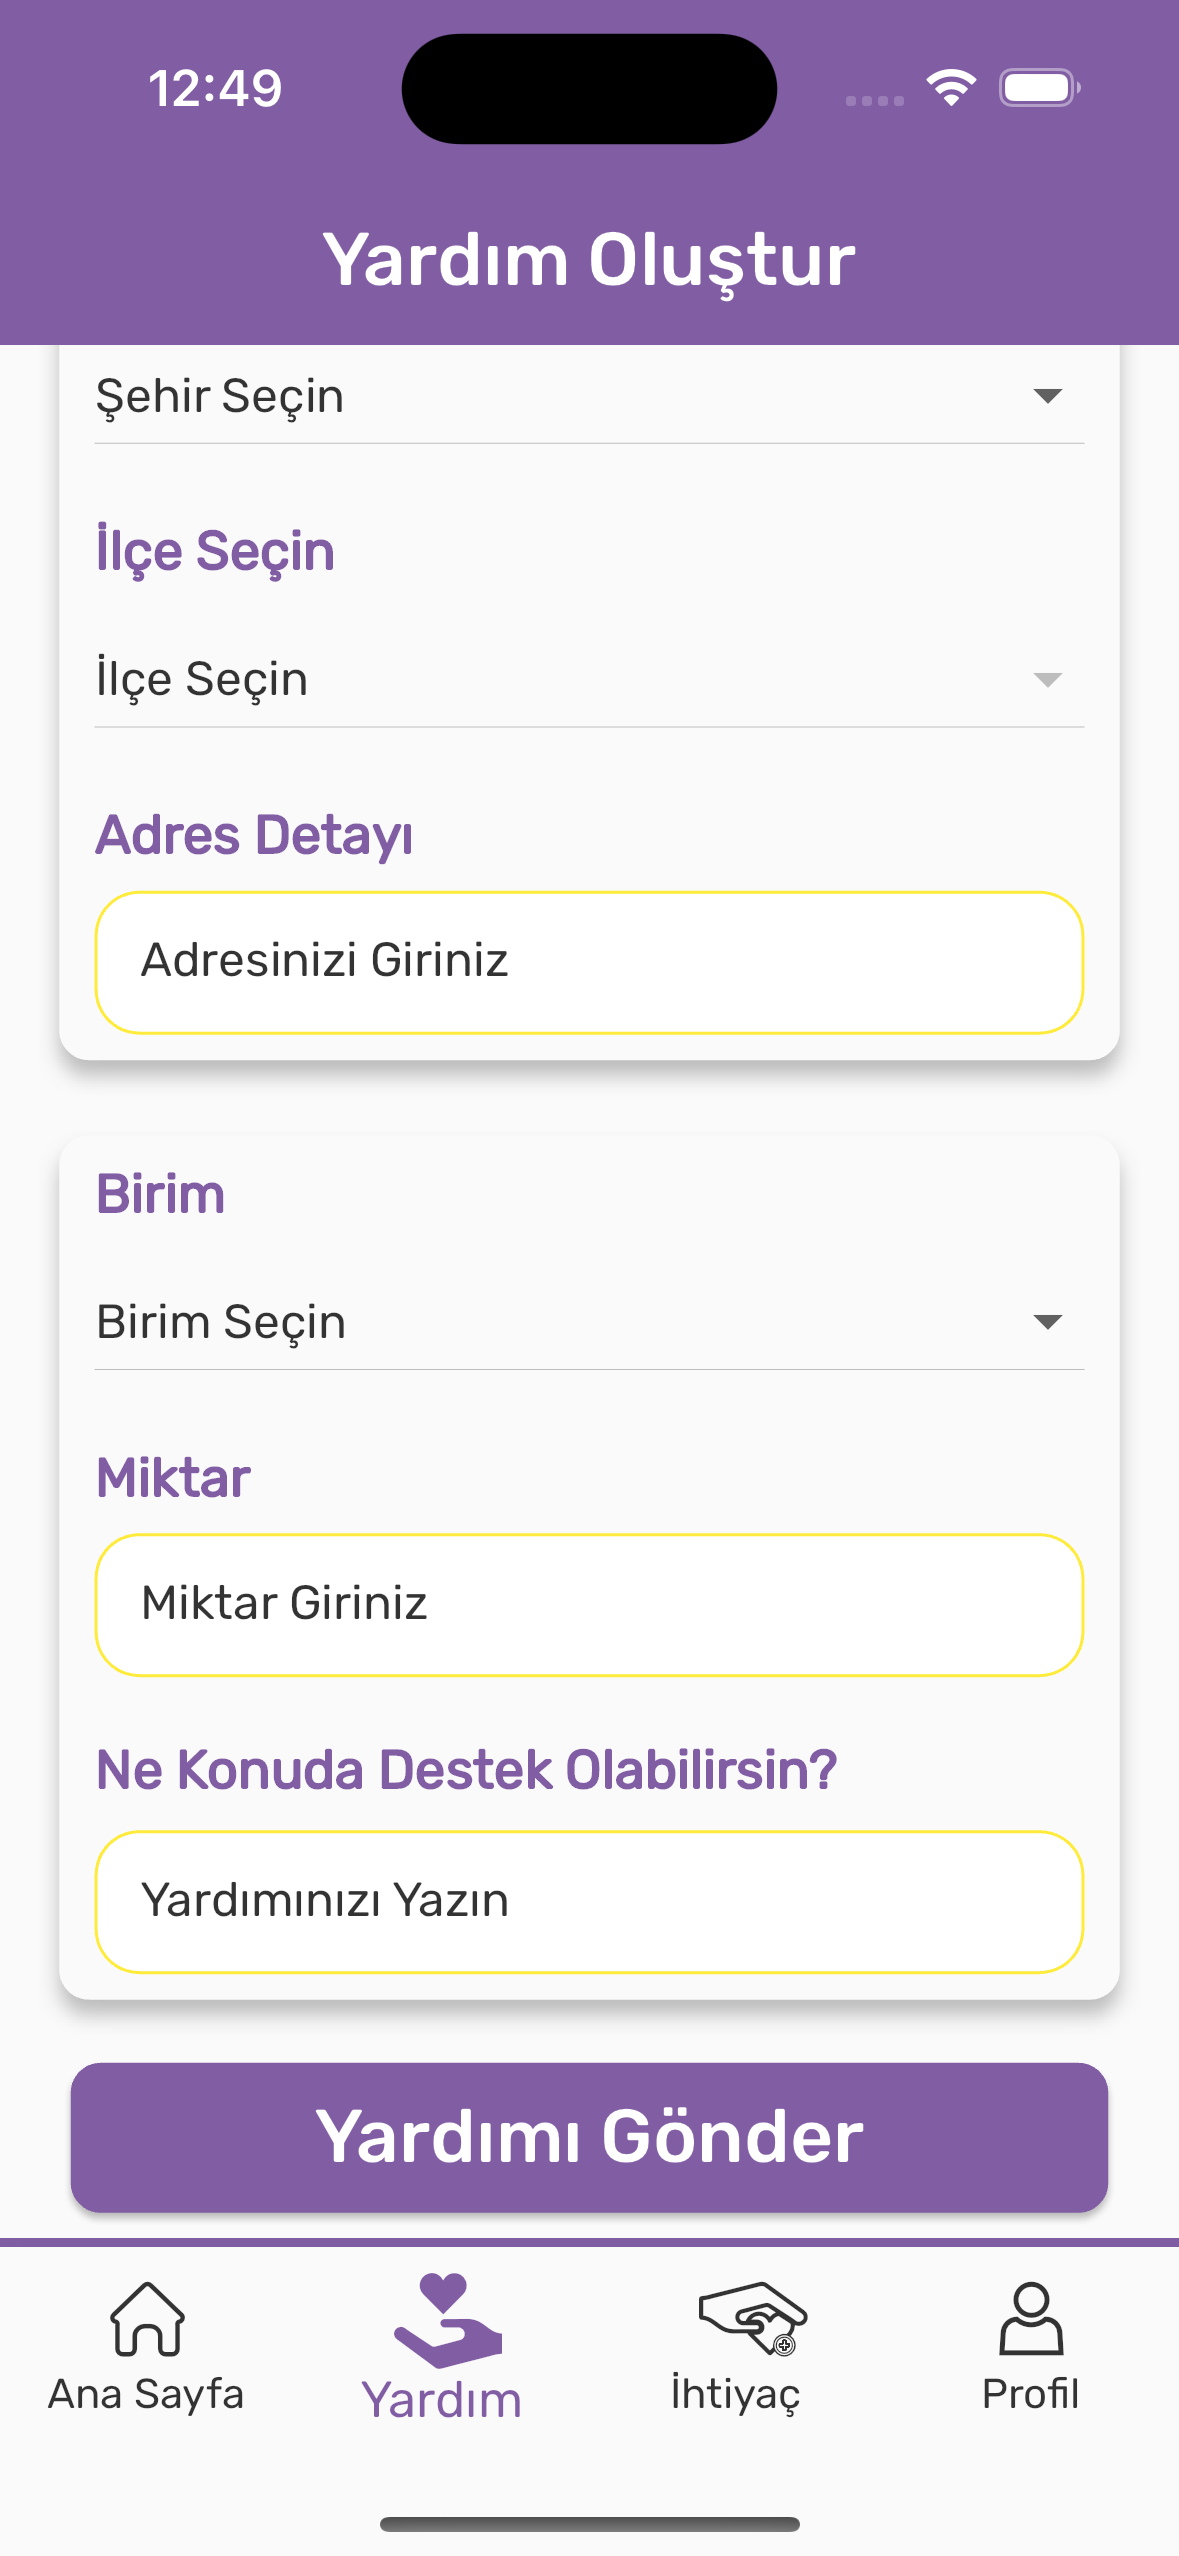 12:49
Yardım Oluştur
Şehir Seçin
İlçe Seçin
İlçe Seçin
Adres Detayı
Adresinizi Giriniz
Birim
Birim Seçin
Miktar
Miktar Giriniz
Ne Konuda Destek Olabilirsin?
Yardımınızı Yazın
Yardımı Gönder
Ana Sayfa
Yardım
İhtiyaç
Profil